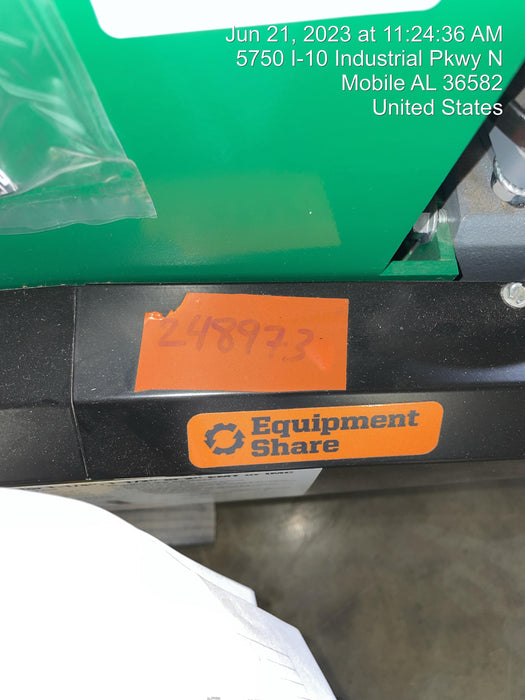 Jun 21, 2023 at 11:24:36 AM
5750 I-10 Industrial Pkwy N
Mobile AL 36582
United States
248973
Equipment
Share